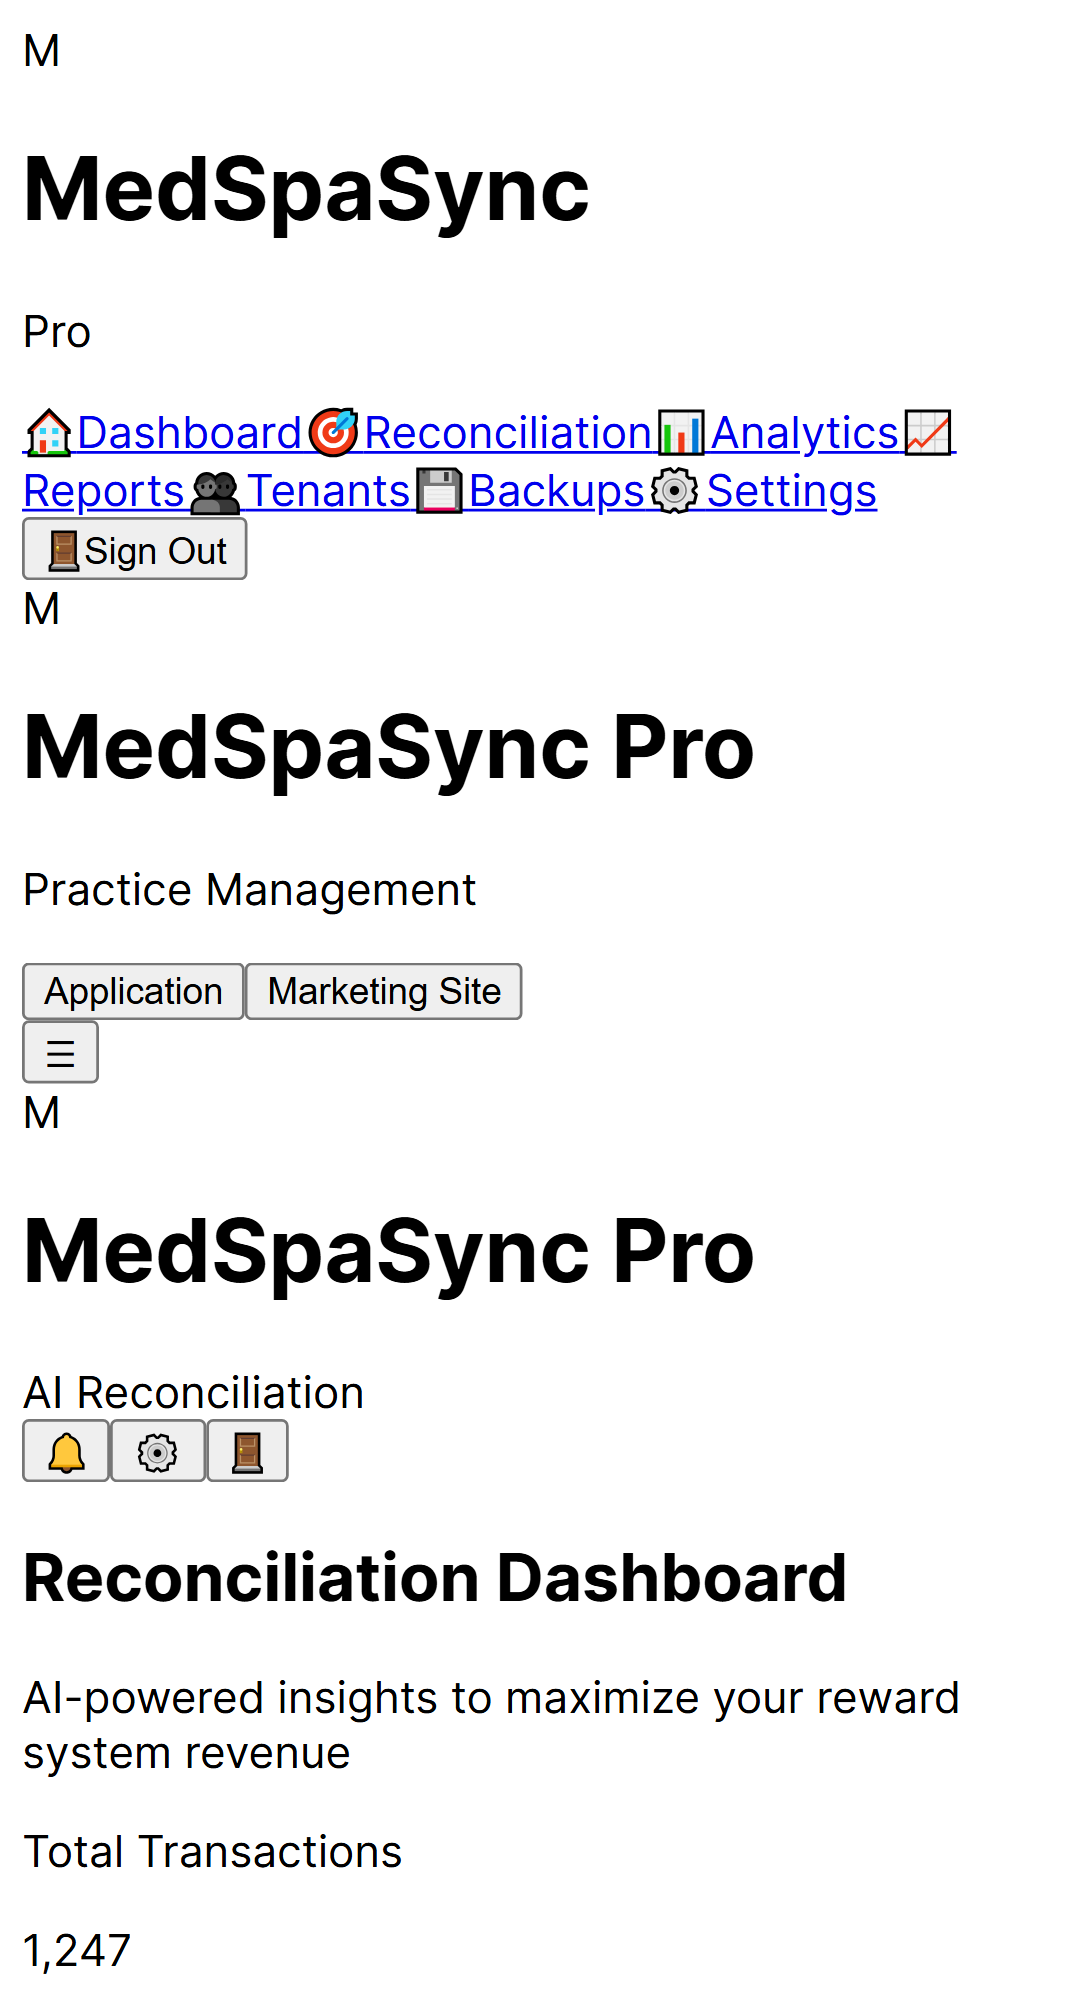 M
MedSpaSync
Pro
🏠Dashboard🎯Reconciliation📊Analytics📈
Reports👥Tenants💾Backups⚙️Settings
🚪Sign Out
M
MedSpaSync Pro
Practice Management
Application Marketing Site
☰
M
MedSpaSync Pro
AI Reconciliation
🔔 ⚙️ 🚪
Reconciliation Dashboard
AI-powered insights to maximize your reward
system revenue
Total Transactions
1,247